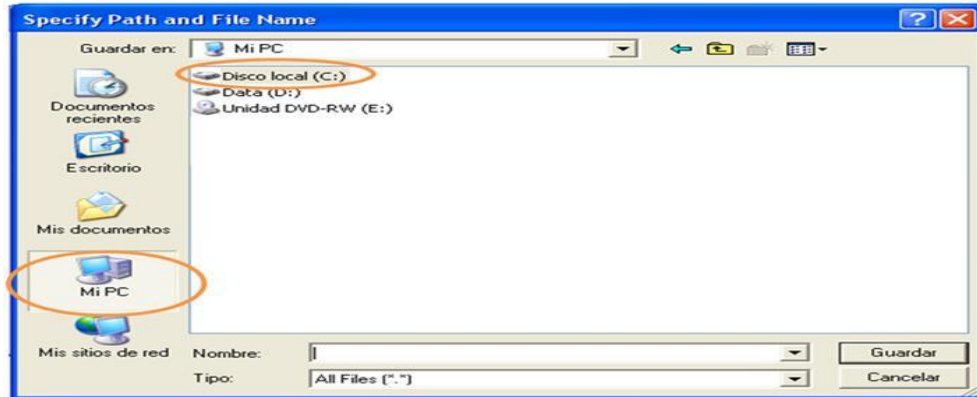 Specify Path and File Name
Guardar en:
Mi PC
Disco local (C:)
Data (D:)
Unidad DVD-RW (E:)
Documentos
recientes
Escritorio
Mis documentos
Mi PC
Mis sitios de red
Nombre:
Guardar
Tipo:
All Files (*.*)
Cancelar